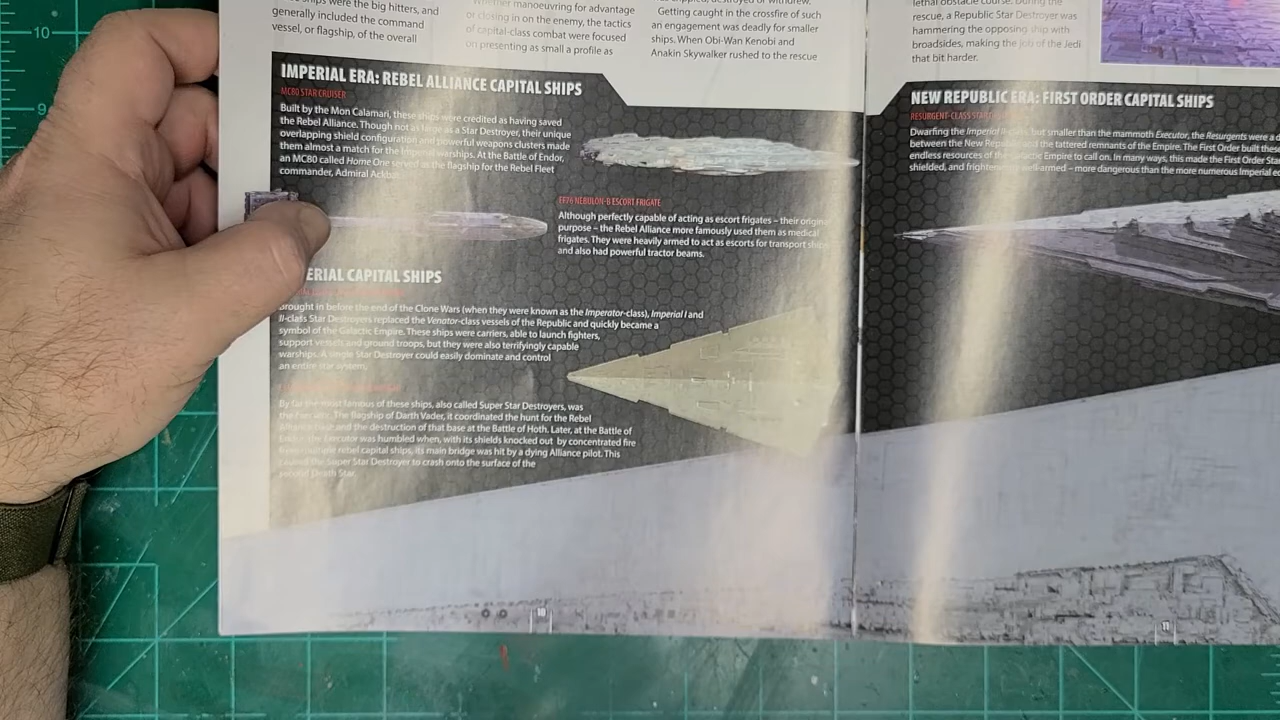 10
9
ships were the big hitters, and
generally included the command
vessel, or flagship, of the overall
Whether manoeuvring for advantage
or closing in on the enemy, the tactics
of capital-class combat were focused
on presenting as small a profile as
Getting caught in the crossfire of such
an engagement was deadly for smaller
ships. When Obi-Wan Kenobi and
Anakin Skywalker rushed to the rescue
lethal obstacle course. During the
rescue, a Republic Star Destroyer was
hammering the opposing ship with
broadsides, making the job of the Jedi
that bit harder.
IMPERIAL ERA: REBEL ALLIANCE CAPITAL SHIPS
MC80 STAR CRUISER
Built by the Mon Calamari, these ships were credited as having saved
the Rebel Alliance. Though not as large as a Star Destroyer, their unique
overlapping shield configuration and powerful weapons clusters made
them almost a match for the Imperial warships. At the Battle of Endor,
an MC80 called Home One served as the flagship for the Rebel Fleet
commander, Admiral Ackbar.
EF76 NEBULON-B ESCORT FRIGATE
Although perfectly capable of acting as escort frigates – their original
purpose – the Rebel Alliance more famously used them as medical
frigates. They were heavily armed to act as escorts for transport ships
and also had powerful tractor beams.
ERIAL CAPITAL SHIPS
Brought in before the end of the Clone Wars (when they were known as the Imperator-class), Imperial I and
II-class Star Destroyers replaced the Venator-class vessels of the Republic and quickly became a
symbol of the Galactic Empire. These ships were carriers, able to launch fighters,
support vessels and ground troops, but they were also terrifyingly capable
warships. A single Star Destroyer could easily dominate and control
an entire star system.
By far the most famous of these ships, also called Super Star Destroyers, was
the Executor. The flagship of Darth Vader, it coordinated the hunt for the Rebel
Alliance base and the destruction of that base at the Battle of Hoth. Later, at the Battle of
Endor, the Executor was humbled when, with its shields knocked out by concentrated fire
from multiple rebel capital ships, its main bridge was hit by a dying Alliance pilot. This
caused the Super Star Destroyer to crash onto the surface of the
second Death Star.
10
NEW REPUBLIC ERA: FIRST ORDER CAPITAL SHIPS
RESURGENT-CLASS STAR
Dwarfing the Imperial II-class, but smaller than the mammoth Executor, the Resurgents were a
between the New Republic and the tattered remnants of the Empire. The First Order built these
endless resources of the Galactic Empire to call on. In many ways, this made the First Order Sta
shielded, and frighteningly well-armed – more dangerous than the more numerous Imperial
11